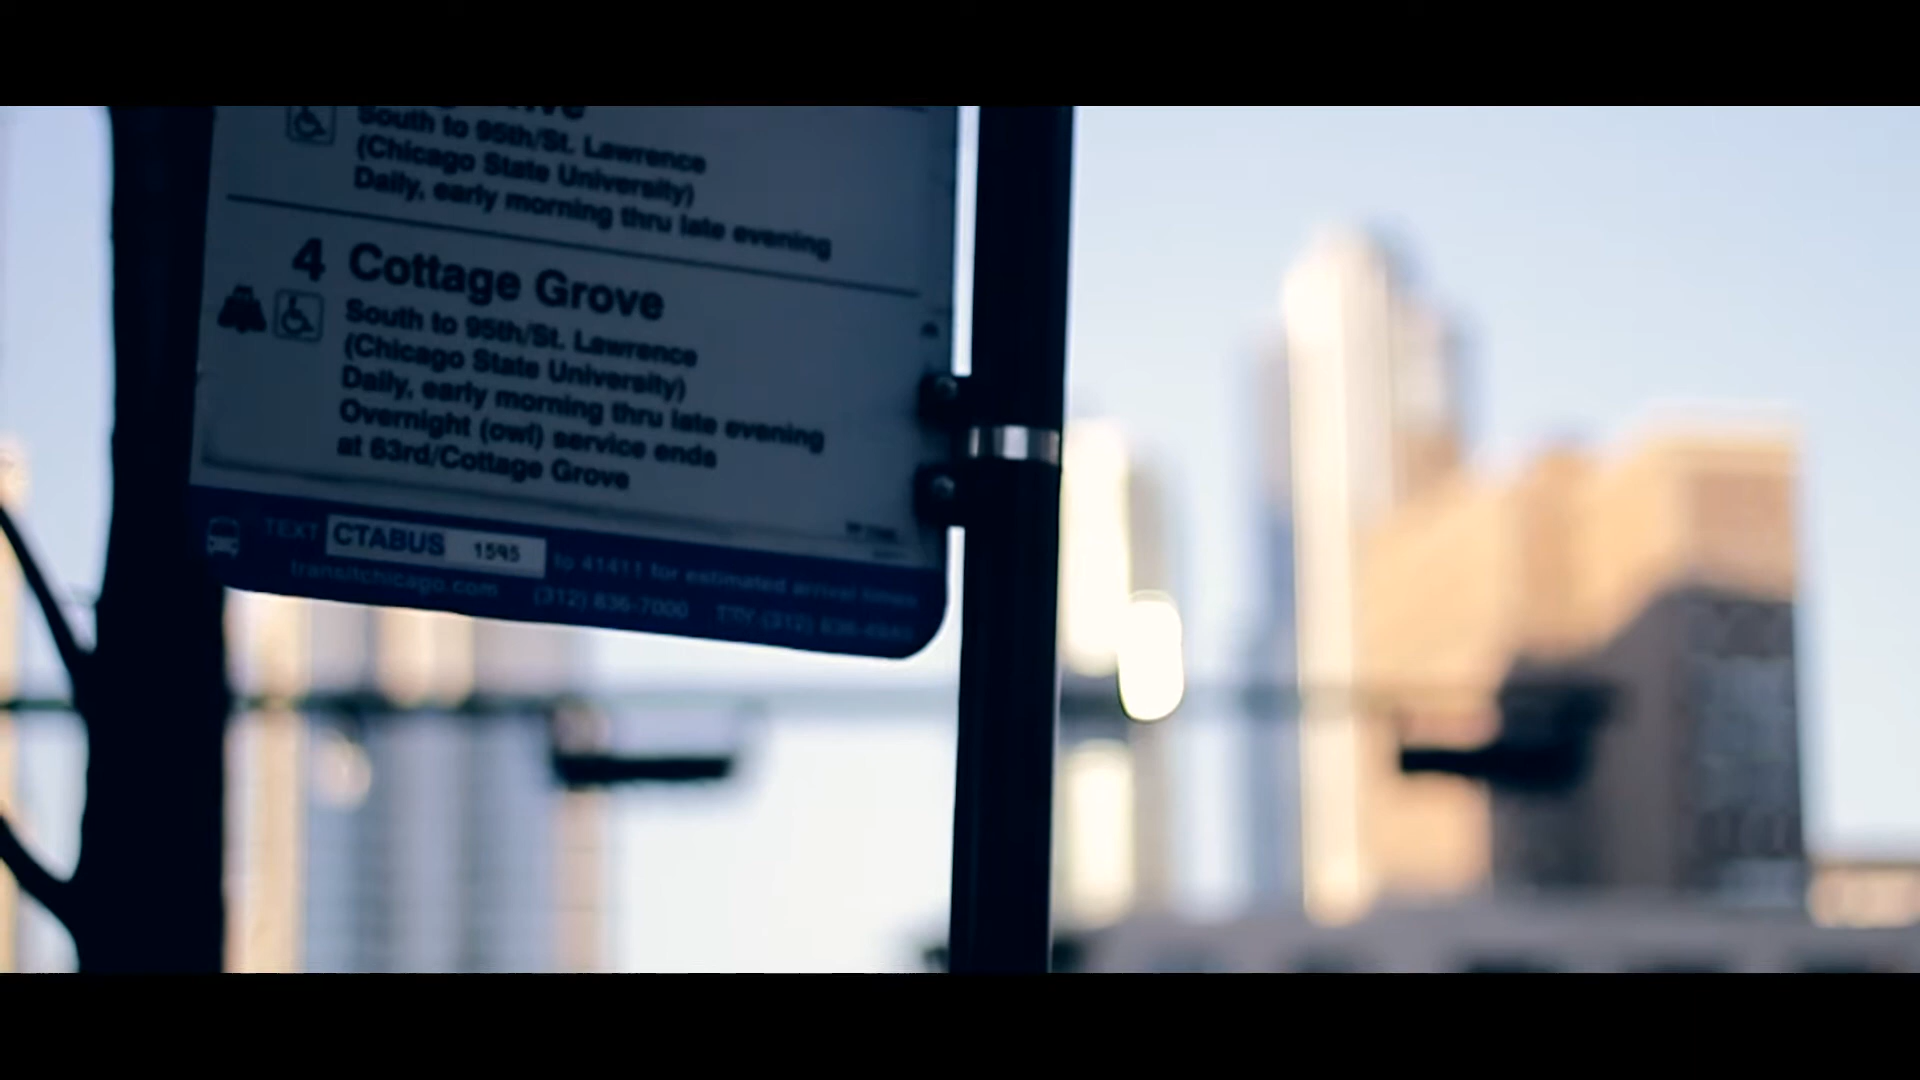 South to 95th/St. Lawrence
(Chicago State University)
Daily, early morning thru late evening
4 Cottage Grove
South to 95th/St. Lawrence
(Chicago State University)
Daily, early morning thru late evening
Overnight (owl) service ends
at 63rd/Cottage Grove
TEXT CTABUS 1595 to 41411 for estimated arrival times
transitchicago.com (312) 836-7000 TTY (312)